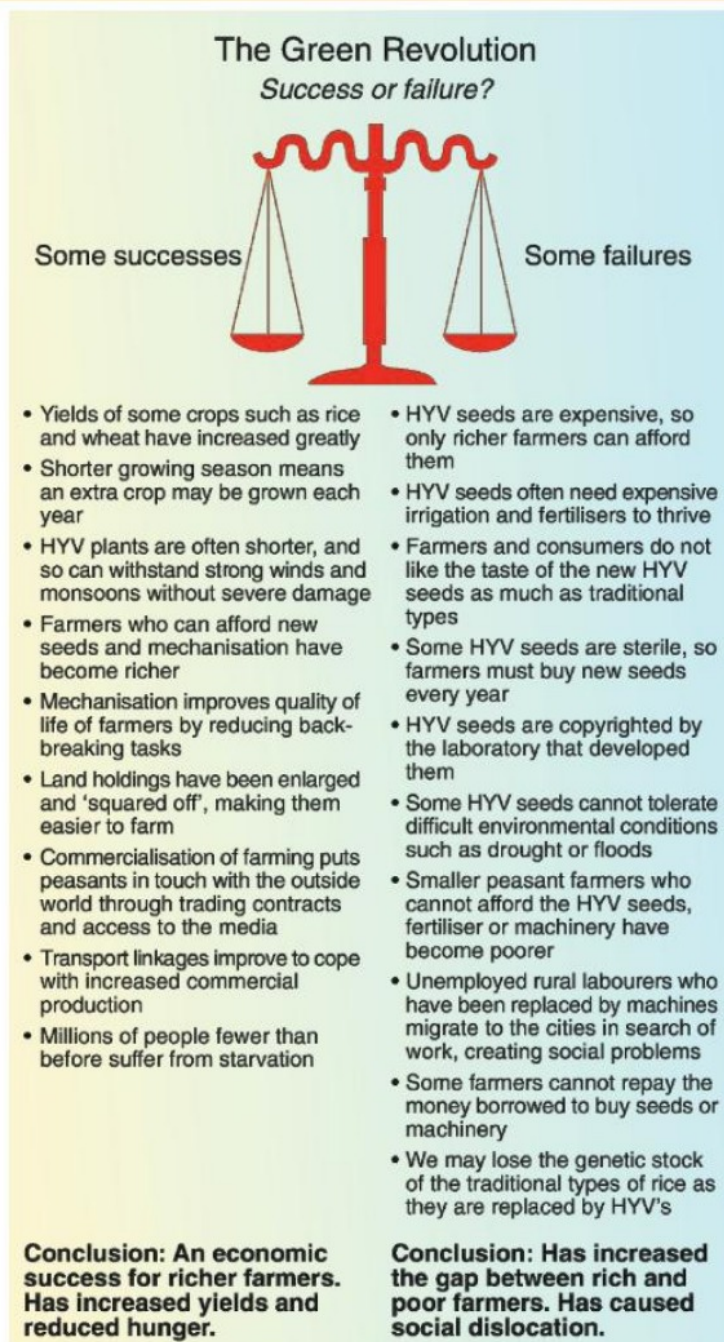 The Green Revolution
Success or failure?
Some successes
Some failures
• Yields of some crops such as rice
and wheat have increased greatly
• Shorter growing season means
an extra crop may be grown each
year
• HYV plants are often shorter, and
so can withstand strong winds and
monsoons without severe damage
• Farmers who can afford new
seeds and mechanisation have
become richer
• Mechanisation improves quality of
life of farmers by reducing back-
breaking tasks
• Land holdings have been enlarged
and ‘squared off’, making them
easier to farm
• Commercialisation of farming puts
peasants in touch with the outside
world through trading contracts
and access to the media
• Transport linkages improve to cope
with increased commercial
production
• Millions of people fewer than
before suffer from starvation
Conclusion: An economic
success for richer farmers.
Has increased yields and
reduced hunger.
• HYV seeds are expensive, so
only richer farmers can afford
them
• HYV seeds often need expensive
irrigation and fertilisers to thrive
• Farmers and consumers do not
like the taste of the new HYV
seeds as much as traditional
types
• Some HYV seeds are sterile, so
farmers must buy new seeds
every year
• HYV seeds are copyrighted by
the laboratory that developed
them
• Some HYV seeds cannot tolerate
difficult environmental conditions
such as drought or floods
• Smaller peasant farmers who
cannot afford the HYV seeds,
fertiliser or machinery have
become poorer
• Unemployed rural labourers who
have been replaced by machines
migrate to the cities in search of
work, creating social problems
• Some farmers cannot repay the
money borrowed to buy seeds or
machinery
• We may lose the genetic stock
of the traditional types of rice as
they are replaced by HYV’s
Conclusion: Has increased
the gap between rich and
poor farmers. Has caused
social dislocation.